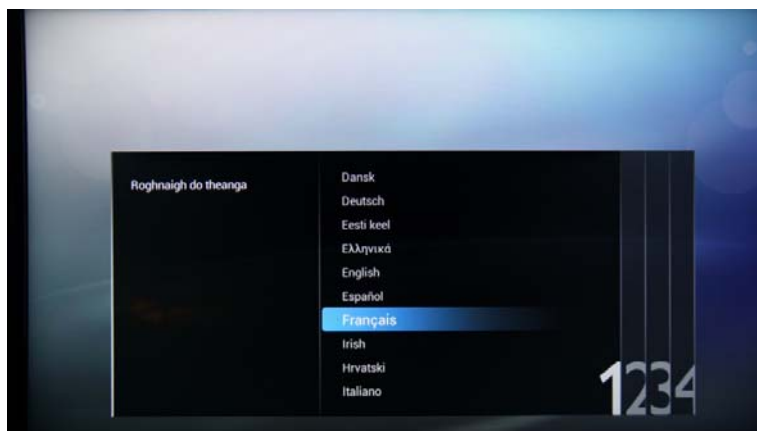 Roghnaigh do theanga
Dansk
Deutsch
Eesti keel
Ελληνικά
English
Español
Français
Irish
Hrvatski
Italiano
1234